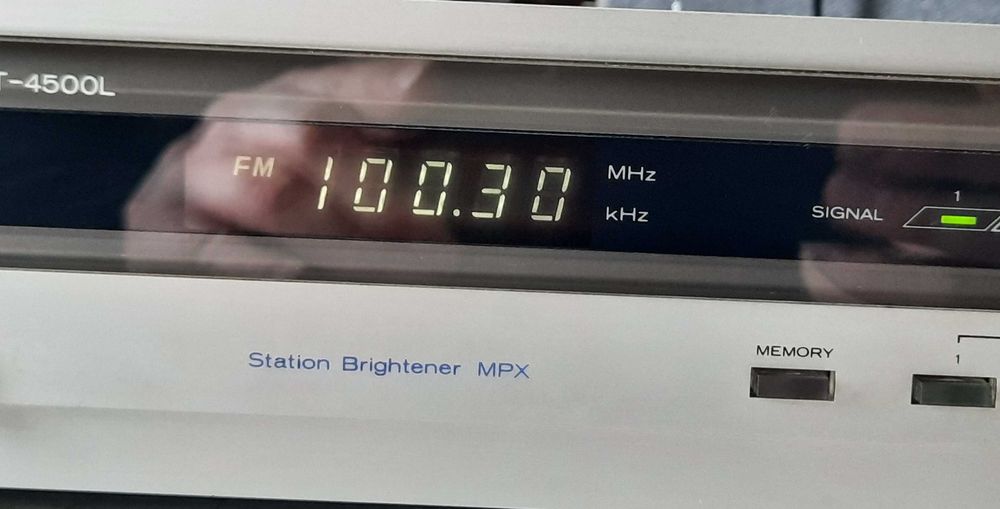 T-4500L
FM 100.30 MHz
kHz
SIGNAL 1
Station Brightener MPX
MEMORY 1